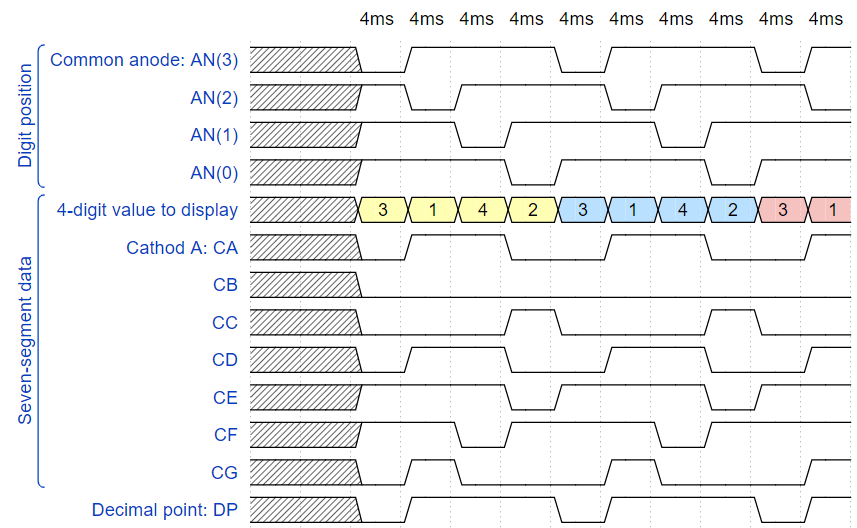 4ms 4ms 4ms 4ms 4ms 4ms 4ms 4ms 4ms 4ms
Digit position
Common anode: AN(3)
AN(2)
AN(1)
AN(0)
Seven-segment data
4-digit value to display 3 1 4 2 3 1 4 2 3 1
Cathod A: CA
CB
CC
CD
CE
CF
CG
Decimal point: DP